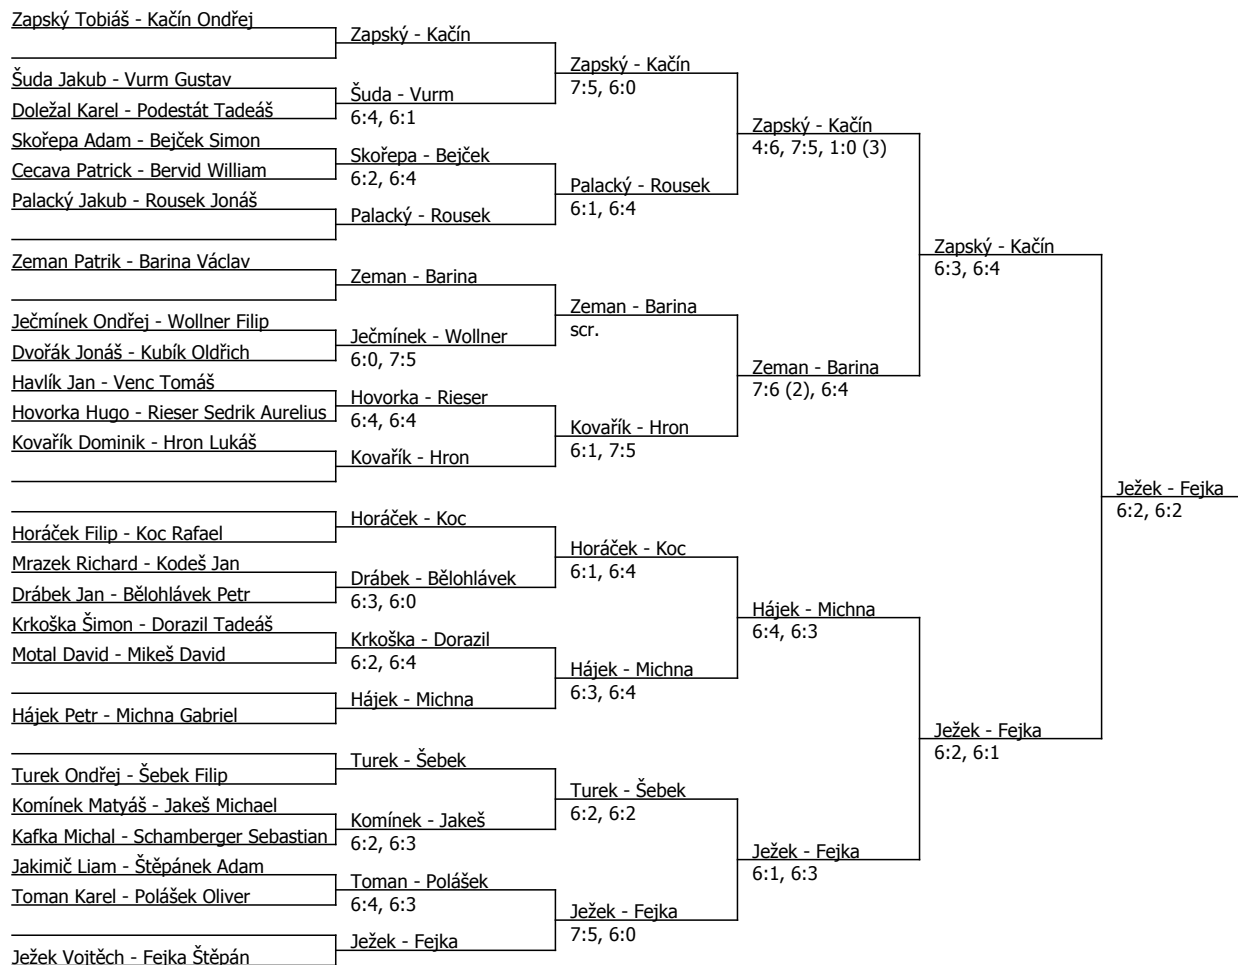 Zapský Tobiáš - Kačín Ondřej
Šuda Jakub - Vurm Gustav
Doležal Karel - Podestát Tadeáš
Skořepa Adam - Bejček Simon
Cecava Patrick - Bervid William
Palacký Jakub - Rousek Jonáš
Zeman Patrik - Barina Václav
Ječmínek Ondřej - Wollner Filip
Dvořák Jonáš - Kubík Oldřich
Havlík Jan - Venc Tomáš
Hovorka Hugo - Rieser Sedrik Aurelius
Kovařík Dominik - Hron Lukáš
Horáček Filip - Koc Rafael
Mrazek Richard - Kodeš Jan
Drábek Jan - Bělohlávek Petr
Krkoška Šimon - Dorazil Tadeáš
Motal David - Mikeš David
Hájek Petr - Michna Gabriel
Turek Ondřej - Šebek Filip
Komínek Matyáš - Jakeš Michael
Kafka Michal - Schamberger Sebastian
Jakimič Liam - Štěpánek Adam
Toman Karel - Polášek Oliver
Ježek Vojtěch - Fejka Štěpán
Zapský - Kačín
Šuda - Vurm
6:4, 6:1
Skořepa - Bejček
6:2, 6:4
Palacký - Rousek
Zeman - Barina
Ječmínek - Wollner
6:0, 7:5
Hovorka - Rieser
6:4, 6:4
Kovařík - Hron
Horáček - Koc
Drábek - Bělohlávek
6:3, 6:0
Krkoška - Dorazil
6:2, 6:4
Hájek - Michna
Turek - Šebek
Komínek - Jakeš
6:2, 6:3
Toman - Polášek
6:4, 6:3
Ježek - Fejka
Zapský - Kačín
7:5, 6:0
Palacký - Rousek
6:1, 6:4
Zeman - Barina
scr.
Kovařík - Hron
6:1, 7:5
Horáček - Koc
6:1, 6:4
Hájek - Michna
6:3, 6:4
Turek - Šebek
6:2, 6:2
Ježek - Fejka
7:5, 6:0
Zapský - Kačín
4:6, 7:5, 1:0 (3)
Zeman - Barina
7:6 (2), 6:4
Hájek - Michna
6:4, 6:3
Ježek - Fejka
6:1, 6:3
Zapský - Kačín
6:3, 6:4
Ježek - Fejka
6:2, 6:1
Ježek - Fejka
6:2, 6:2